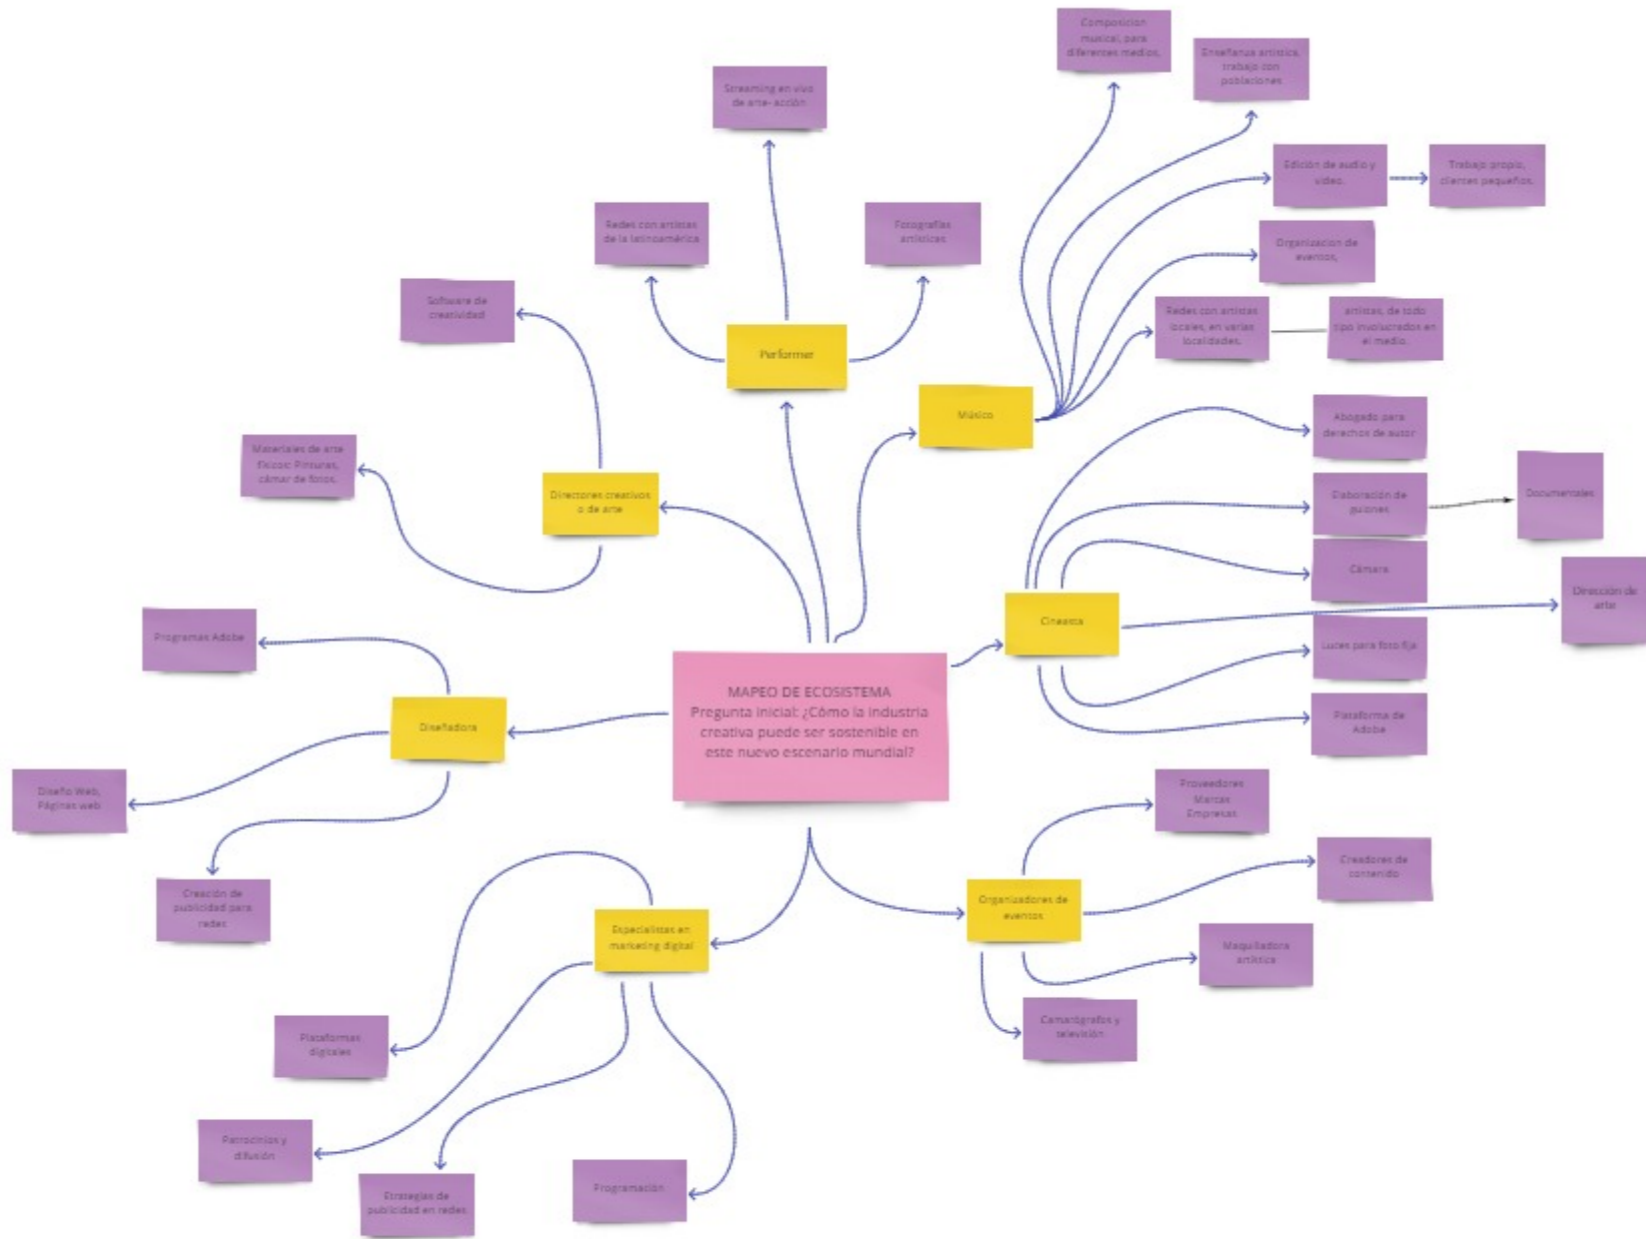 Composicion
musical, para
diferentes medios.
Enseñanza artística,
trabajo con
poblaciones
Streaming en vivo
de arte- acción
Edición de audio y
video.
Trabajo propio,
clientes pequeños.
Redes con artistas
de la latinoamérica
Fotografías
artísticas
Organizacion de
eventos,
Software de
creatividad
Redes con artistas
locales, en varias
localidades.
artistas, de todo
tipo involucrados en
el medio.
Performer
Músico
Abogado para
derechos de autor
Materiales de arte
físicos: Pinturas,
cámar de fotos.
Directores creativos
o de arte
Elaboración de
guiones
Documentales
Cámara
Dirección de
arte
Cineasta
Programas Adobe
Luces para foto fija
MAPEO DE ECOSISTEMA
Pregunta inicial: ¿Cómo la industria
creativa puede ser sostenible en
este nuevo escenario mundial?
Diseñadora
Plataforma de
Adobe
Diseño Web,
Páginas web
Proveedores
Marcas
Empresas
Creadores de
contenido
Creación de
publicidad para
redes
Organizadores de
eventos
Especialistas en
marketing digital
Maquilladora
artística
Camarógrafos y
televisión
Plataformas
digitales
Patrocinios y
difusión
Estrategias de
publicidad en redes
Programación